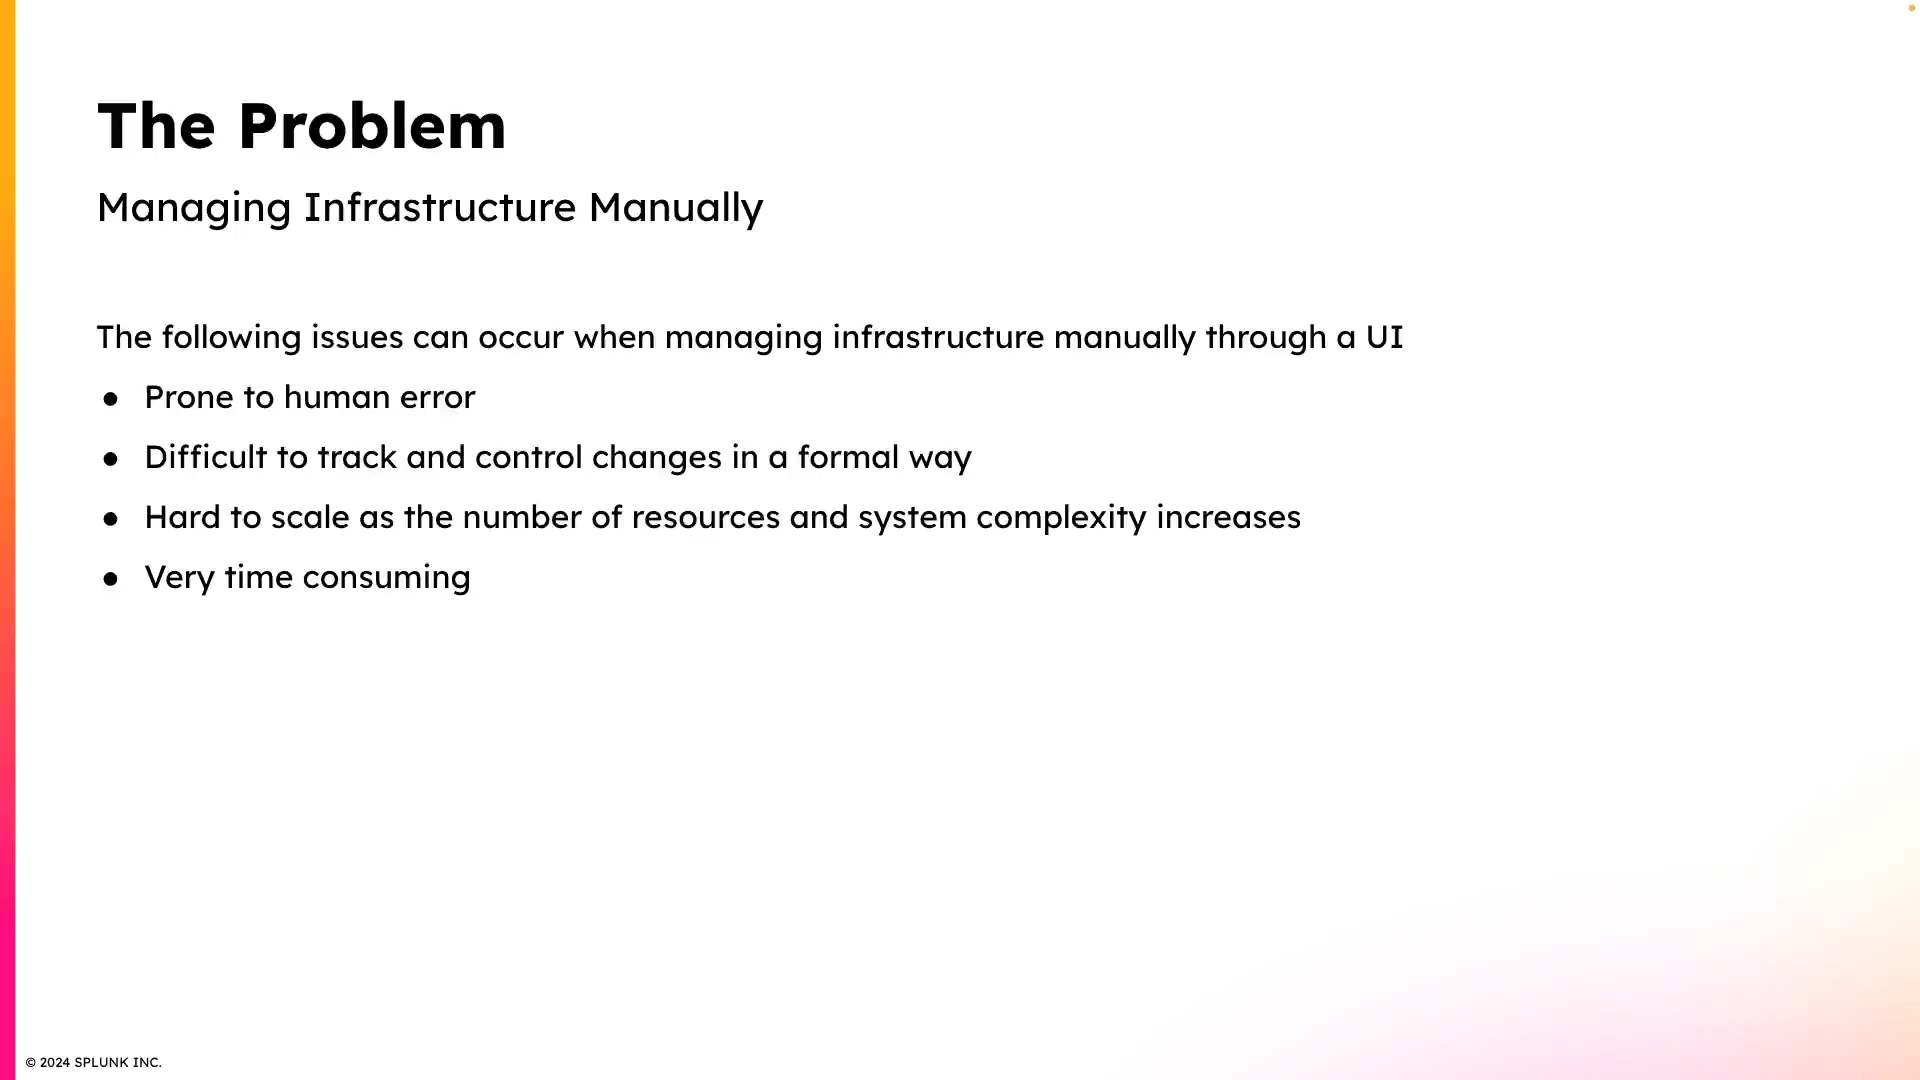 The Problem
Managing Infrastructure Manually
The following issues can occur when managing infrastructure manually through a UI
● Prone to human error
● Difficult to track and control changes in a formal way
● Hard to scale as the number of resources and system complexity increases
● Very time consuming
© 2024 SPLUNK INC.